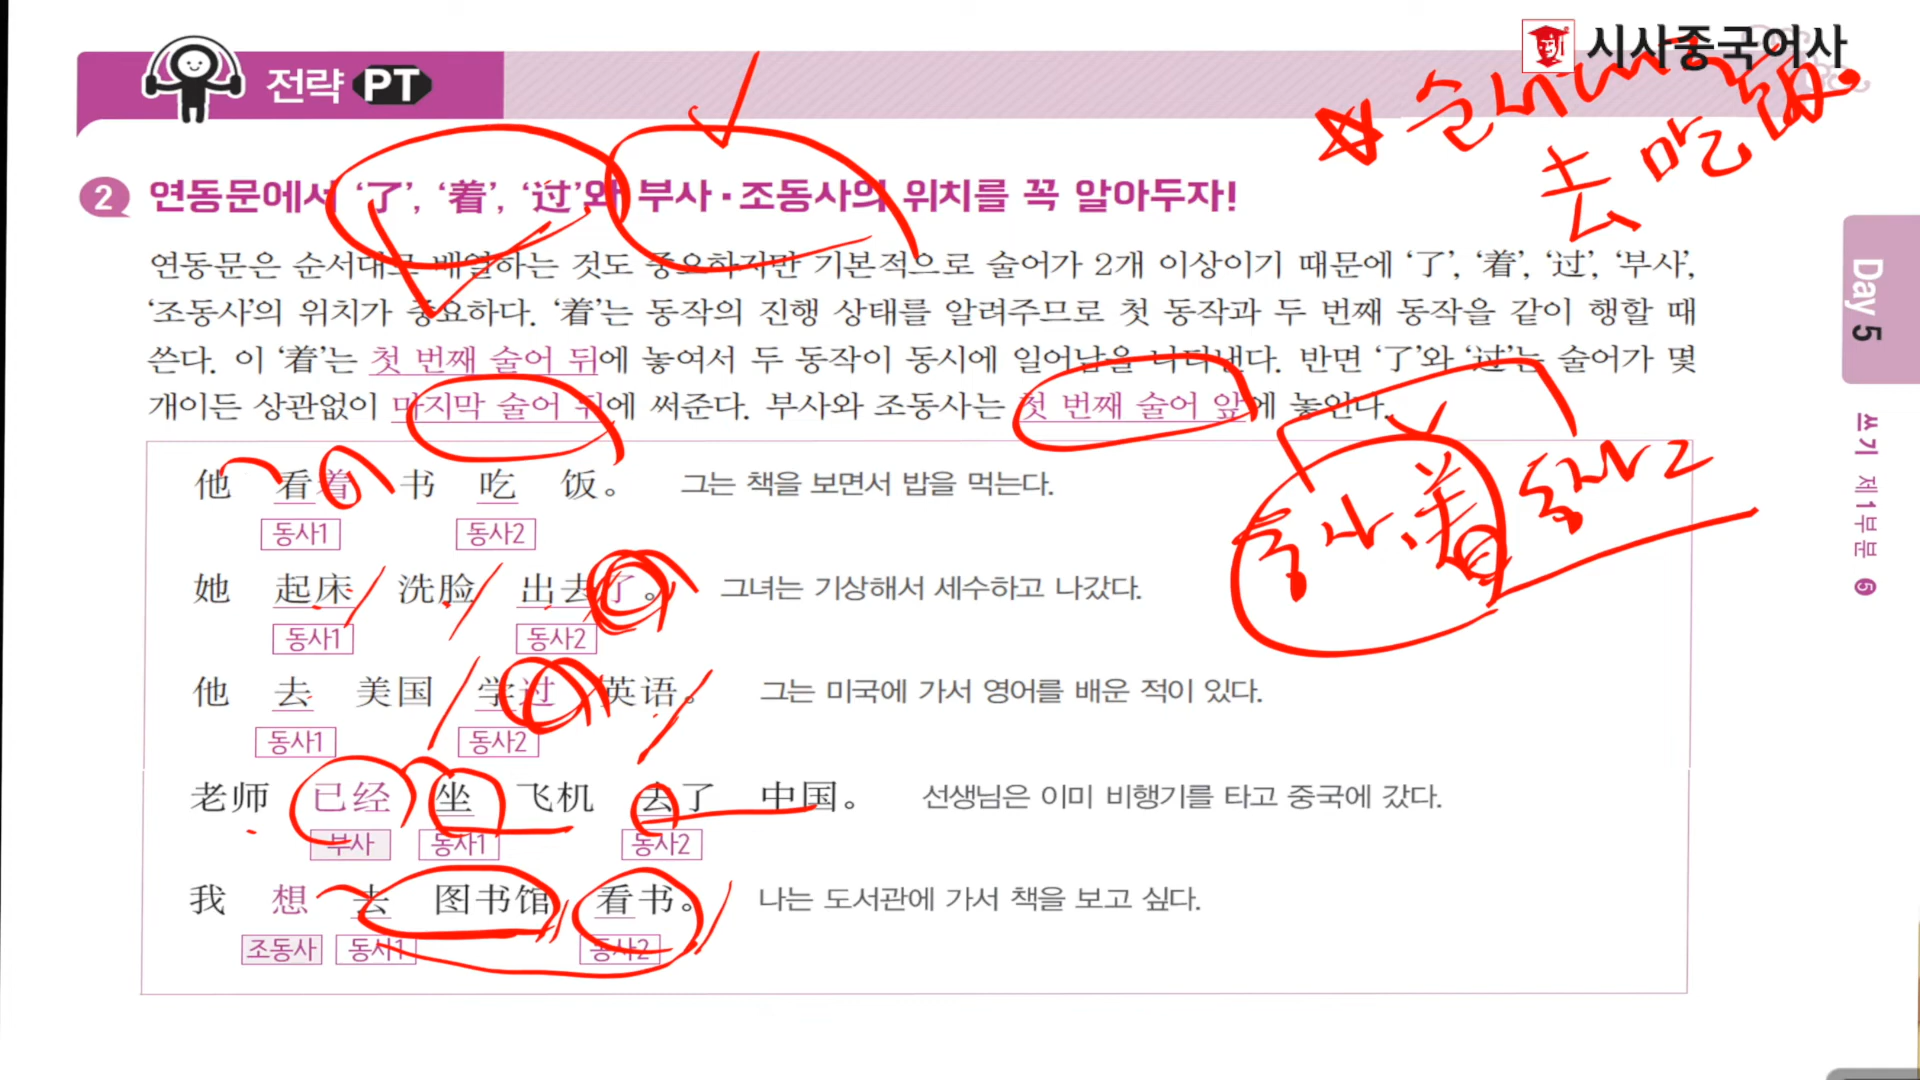 시사중국어사
전략 PT
★ 순서대로
去 吃 飯.
2 연동문에서 ‘了’, ‘着’, ‘过’와 부사·조동사의 위치를 꼭 알아두자!
연동문은 순서대로 배열하는 것도 중요하지만 기본적으로 술어가 2개 이상이기 때문에 ‘了’, ‘着’, ‘过’, ‘부사’,
‘조동사’의 위치가 중요하다. ‘着’는 동작의 진행 상태를 알려주므로 첫 동작과 두 번째 동작을 같이 행할 때
쓴다. 이 ‘着’는 첫 번째 술어 뒤에 놓여서 두 동작이 동시에 일어남을 나타낸다. 반면 ‘了’와 ‘过’는 술어가 몇
개이든 상관없이 마지막 술어 뒤에 써준다. 부사와 조동사는 첫 번째 술어 앞에 놓인다.
他 看着 书 吃 饭。 그는 책을 보면서 밥을 먹는다.
동사1 동사2
동사1着 동사2
她 起床 洗脸 出去了。 그녀는 기상해서 세수하고 나갔다.
동사1 동사2
他 去 美国 学过 英语。 그는 미국에 가서 영어를 배운 적이 있다.
동사1 동사2
老师 已经 坐 飞机 去了 中国。 선생님은 이미 비행기를 타고 중국에 갔다.
부사 동사1 동사2
我 想 去 图书馆 看书。 나는 도서관에 가서 책을 보고 싶다.
조동사 동사1 동사2
Day 5
쓰기 제1부분 5